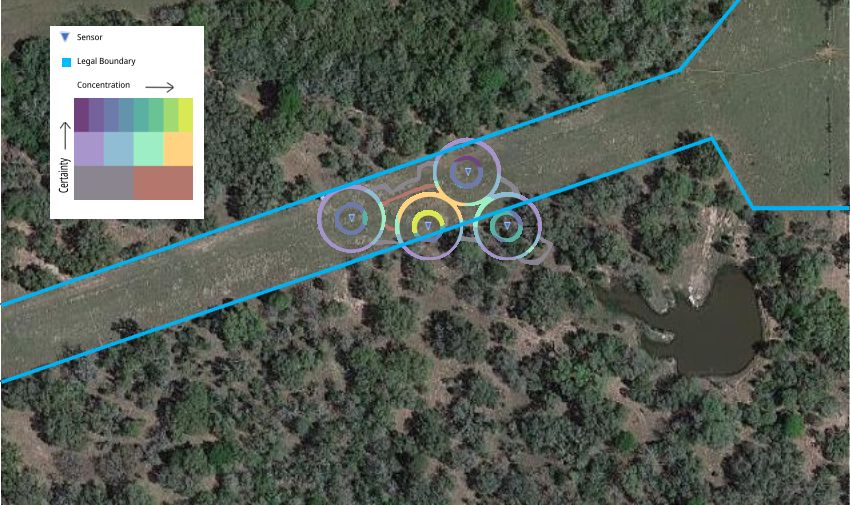 Sensor
Legal Boundary
Concentration
Certainty